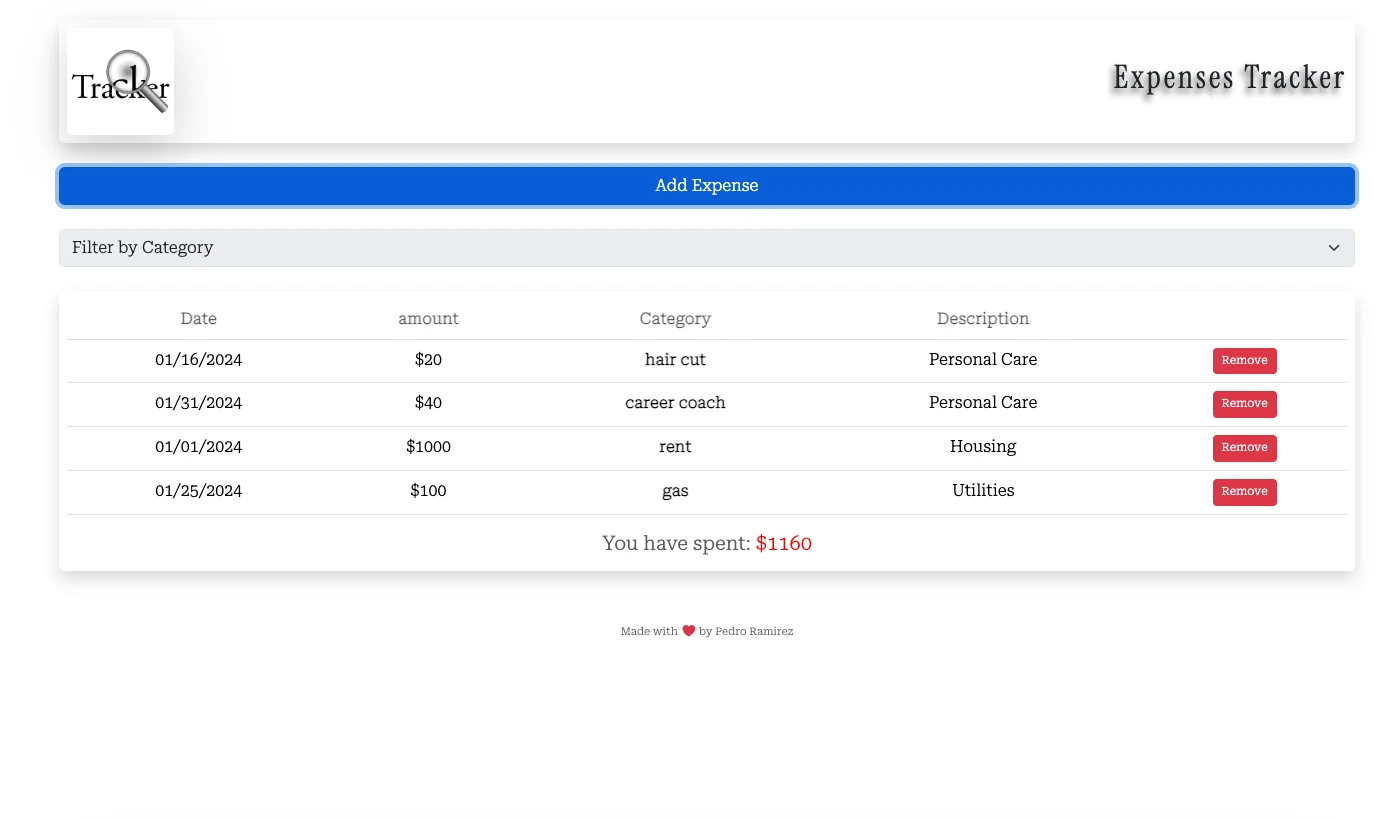 Tracker
Expenses Tracker
Add Expense
Filter by Category
Date amount Category Description
01/16/2024 $20 hair cut Personal Care Remove
01/31/2024 $40 career coach Personal Care Remove
01/01/2024 $1000 rent Housing Remove
01/25/2024 $100 gas Utilities Remove
You have spent: $1160
Made with ❤️ by Pedro Ramirez